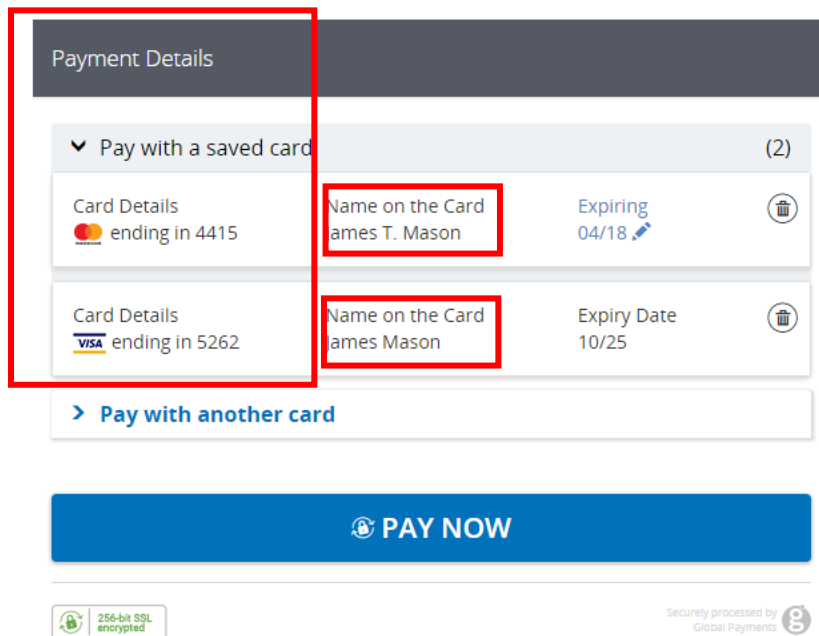 Payment Details
Pay with a saved card (2)
Card Details Name on the Card Expiring
ending in 4415 James T. Mason 04/18
Card Details Name on the Card Expiry Date
VISA ending in 5262 James Mason 10/25
Pay with another card
PAY NOW
256-bit SSL
encrypted
Securely processed by
Global Payments
g